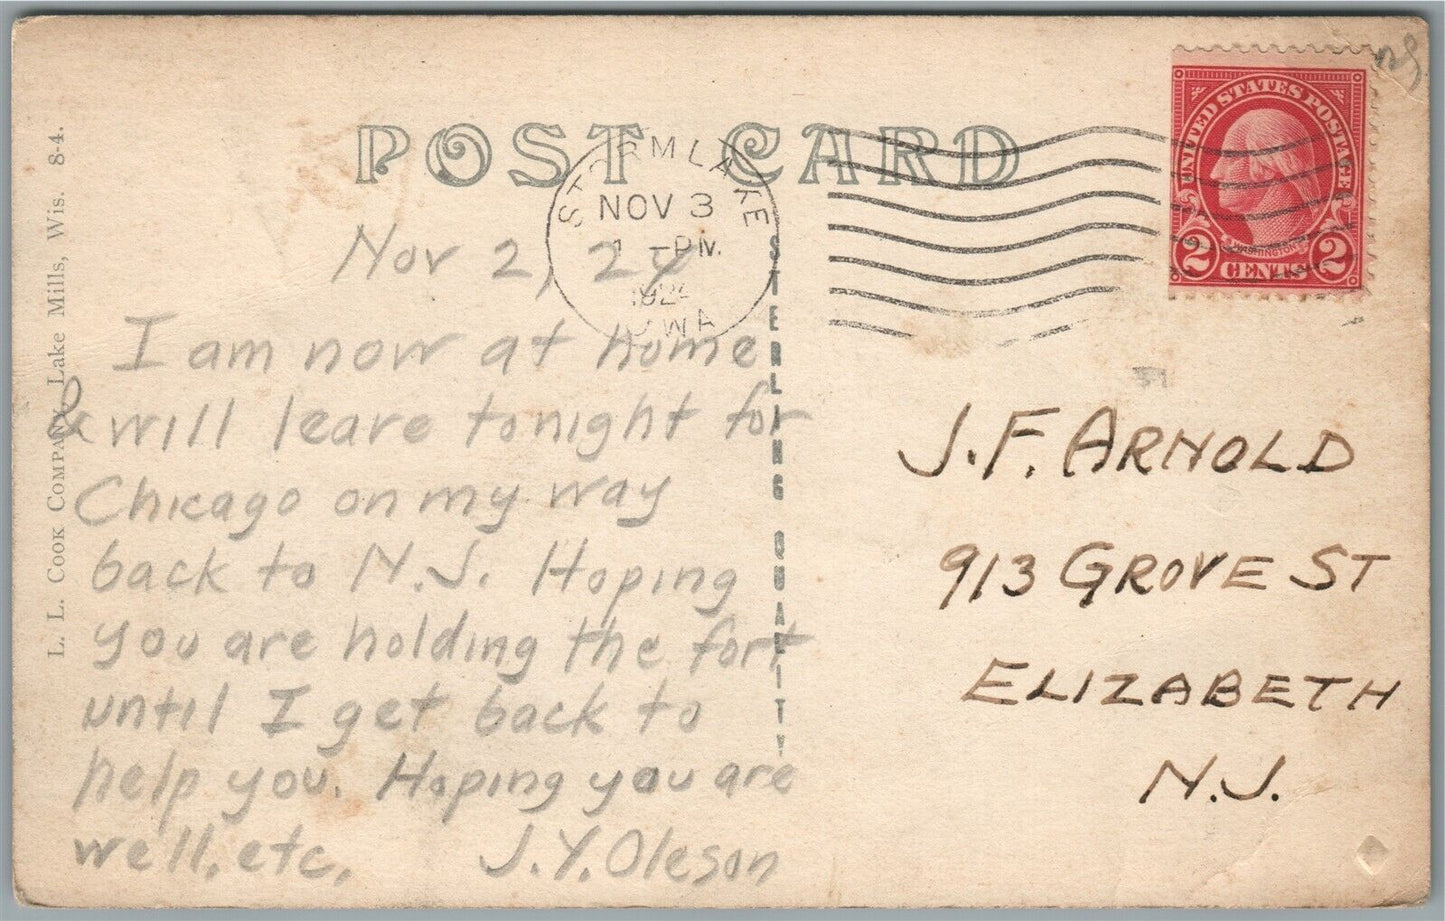 POST CARD
STORM LAKE
NOV 3
PM
192
IOWA
UNITED STATES POSTAGE
WASHINGTON
2 CENTS 2
L. L. COOK COMPANY, Lake Mills, Wis. 8-4.
STERLING QUALITY
Nov 2, 24
I am now at home
& will leave tonight for
Chicago on my way
back to N.J. Hoping
you are holding the fort
until I get back to
help you. Hoping you are
well, etc. J.Y. Oleson
J. F. ARNOLD
913 GROVE ST
ELIZABETH
N.J.